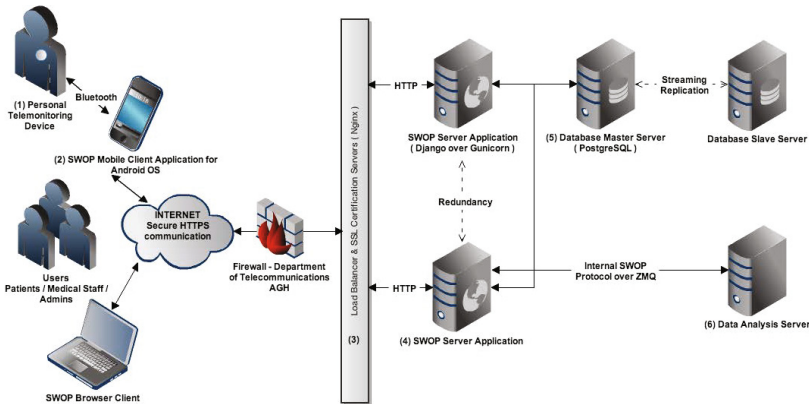 (1) Personal
Telemonitoring
Device
Bluetooth
(2) SWOP Mobile Client Application for
Android OS
Users
Patients / Medical Staff /
Admins
INTERNET
Secure HTTPS
communication
SWOP Browser Client
Firewall - Department
of Telecommunications
AGH
Load Balancer & SSL Certification Servers ( Nginx )
(3)
HTTP
SWOP Server Application
( Django over Gunicorn )
Redundancy
HTTP
(4) SWOP Server Application
(5) Database Master Server
( PostgreSQL )
Streaming
Replication
Database Slave Server
Internal SWOP
Protocol over ZMQ
(6) Data Analysis Server